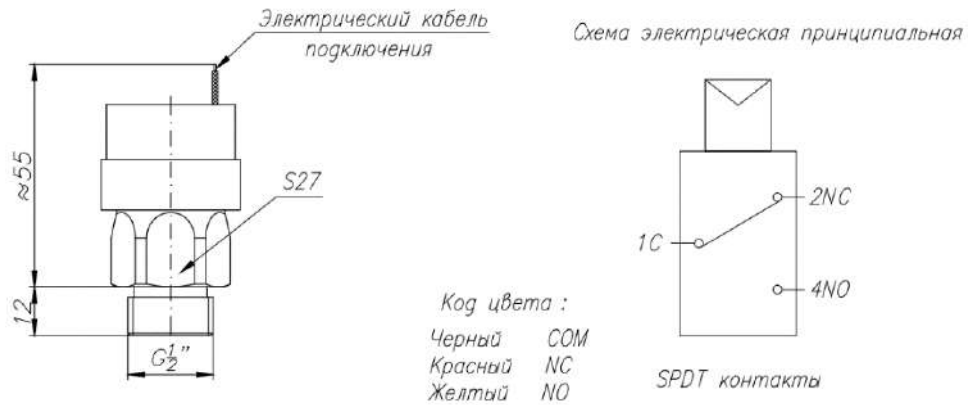 Электрический кабель
подключения
Схема электрическая принципиальная
≈55
S27
12
G½"
2NC
1C
4NO
Код цвета :
Черный COM
Красный NC
Желтый NO
SPDT контакты